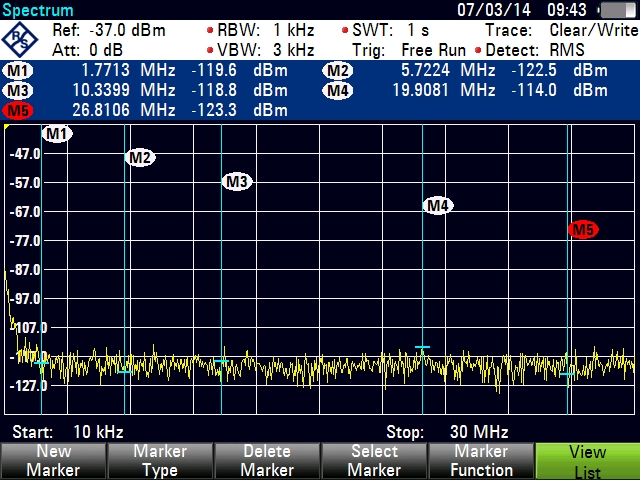 Spectrum 07/03/14 09:43
R S
Ref: -37.0 dBm RBW: 1 kHz SWT: 1 s Trace: Clear/Write
Att: 0 dB VBW: 3 kHz Trig: Free Run Detect: RMS
M1 1.7713 MHz -119.6 dBm M2 5.7224 MHz -122.5 dBm
M3 10.3399 MHz -118.8 dBm M4 19.9081 MHz -114.0 dBm
M5 26.8106 MHz -123.3 dBm
M1
-47.0 M2
-57.0 M3
-67.0 M4
-77.0 M5
-87.0
-97.0
-107.0
-127.0
Start: 10 kHz Stop: 30 MHz
New Marker Delete Select Marker View
Marker Type Marker Marker Function List